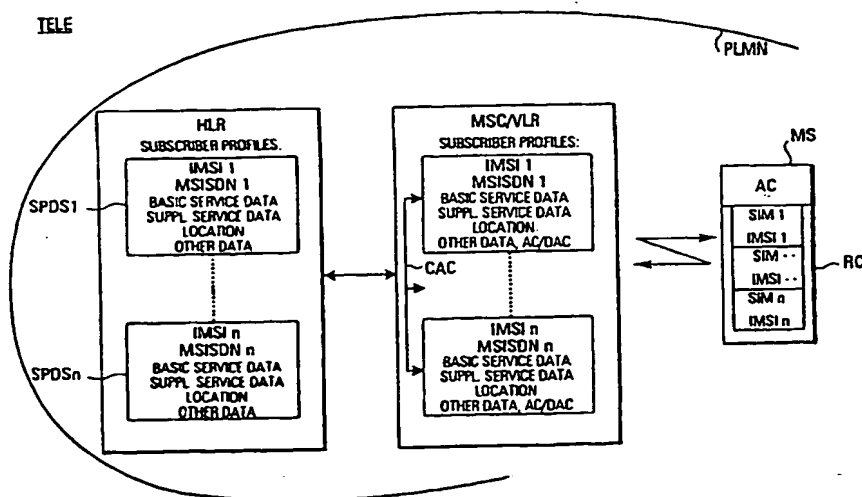 TELE
PLMN
HLR
SUBSCRIBER PROFILES.
IMSI 1
MSISDN 1
BASIC SERVICE DATA
SUPPL. SERVICE DATA
LOCATION
OTHER DATA
SPDS1
IMSI n
MSISDN n
BASIC SERVICE DATA
SUPPL. SERVICE DATA
LOCATION
OTHER DATA
SPDSn
MSC/VLR
SUBSCRIBER PROFILES:
IMSI 1
MSISDN 1
BASIC SERVICE DATA
SUPPL. SERVICE DATA
LOCATION
OTHER DATA, AC/DAC
CAC
IMSI n
MSISDN n
BASIC SERVICE DATA
SUPPL. SERVICE DATA
LOCATION
OTHER DATA, AC/DAC
MS
AC
SIM 1
IMSI 1
SIM --
IMSI --
SIM n
IMSI n
RC